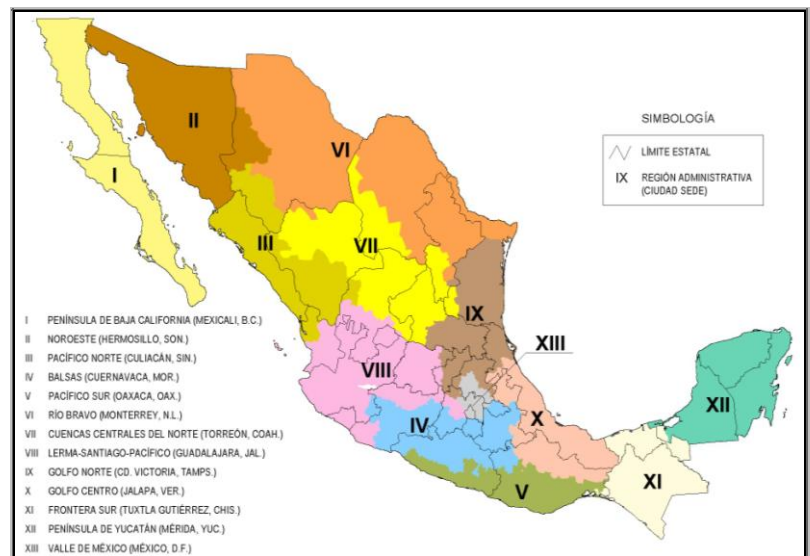 SIMBOLOGÍA
LÍMITE ESTATAL
IX REGIÓN ADMINISTRATIVA
(CIUDAD SEDE)
II
VI
I
III
VII
IX
XIII
VIII
XII
IV
X
XI
V
I PENÍNSULA DE BAJA CALIFORNIA (MEXICALI, B.C.)
II NOROESTE (HERMOSILLO, SON.)
III PACÍFICO NORTE (CULIACÁN, SIN.)
IV BALSAS (CUERNAVACA, MOR.)
V PACÍFICO SUR (OAXACA, OAX.)
VI RÍO BRAVO (MONTERREY, N.L.)
VII CUENCAS CENTRALES DEL NORTE (TORREÓN, COAH.)
VIII LERMA-SANTIAGO-PACÍFICO (GUADALAJARA, JAL.)
IX GOLFO NORTE (CD. VICTORIA, TAMPS.)
X GOLFO CENTRO (JALAPA, VER.)
XI FRONTERA SUR (TUXTLA GUTIÉRREZ, CHIS.)
XII PENÍNSULA DE YUCATÁN (MÉRIDA, YUC.)
XIII VALLE DE MÉXICO (MÉXICO, D.F.)